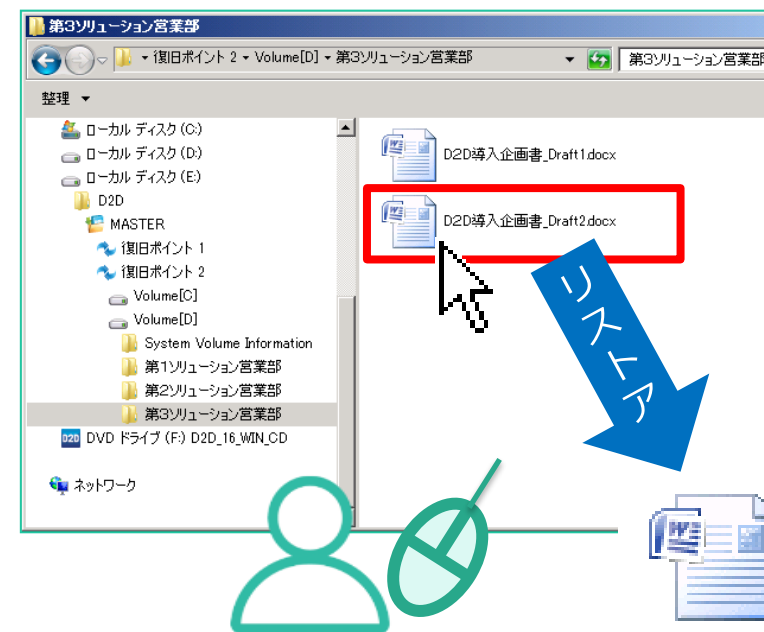 第3ソリューション営業部
復旧ポイント 2 Volume[D] 第3ソリューション営業部
第3ソリューション営業部
整理
ローカル ディスク (C:)
ローカル ディスク (D:)
ローカル ディスク (E:)
D2D
MASTER
復旧ポイント 1
復旧ポイント 2
Volume[C]
Volume[D]
System Volume Information
第1ソリューション営業部
第2ソリューション営業部
第3ソリューション営業部
D2D DVD ドライブ (F:) D2D_16_WIN_CD
ネットワーク
D2D導入企画書_Draft1.docx
D2D導入企画書_Draft2.docx
リストア